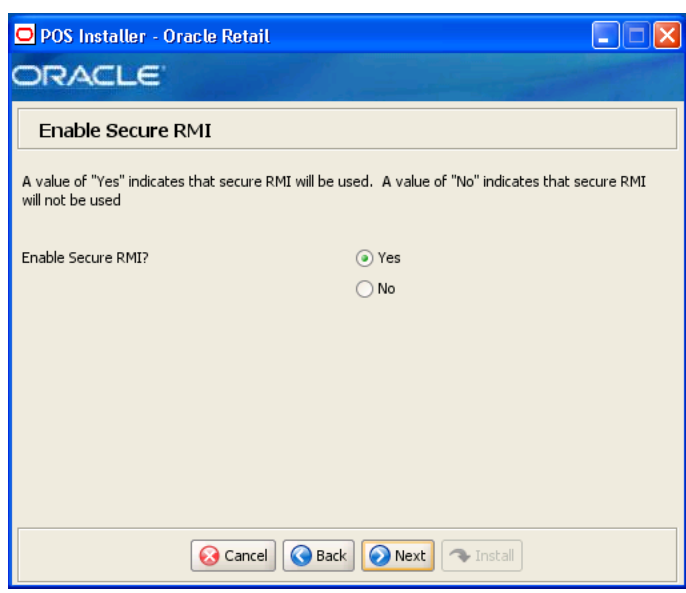 POS Installer - Oracle Retail
ORACLE
Enable Secure RMI
A value of "Yes" indicates that secure RMI will be used.  A value of "No" indicates that secure RMI
will not be used
Enable Secure RMI?
Yes
No
Cancel
Back
Next
Install